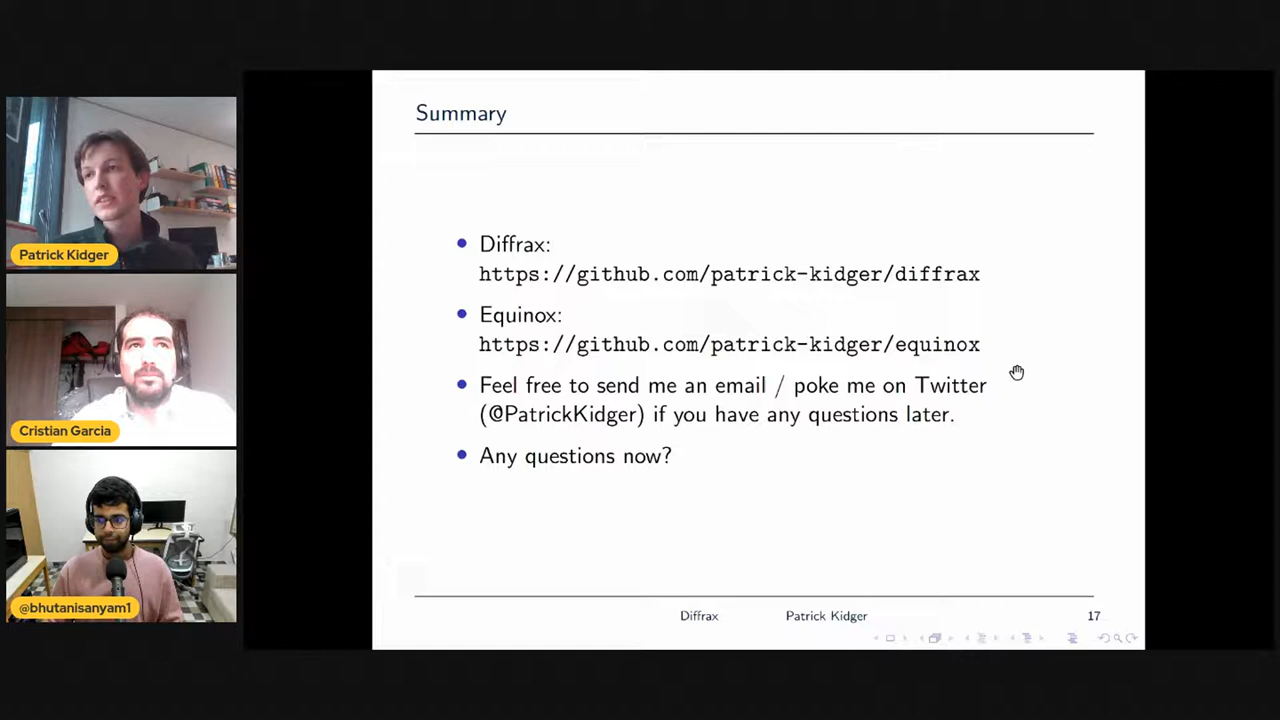 Summary
Diffrax:
https://github.com/patrick-kidger/diffrax
Equinox:
https://github.com/patrick-kidger/equinox
Feel free to send me an email / poke me on Twitter
(@PatrickKidger) if you have any questions later.
Any questions now?
Diffrax Patrick Kidger 17
Patrick Kidger
Cristian Garcia
@bhutanisanyam1